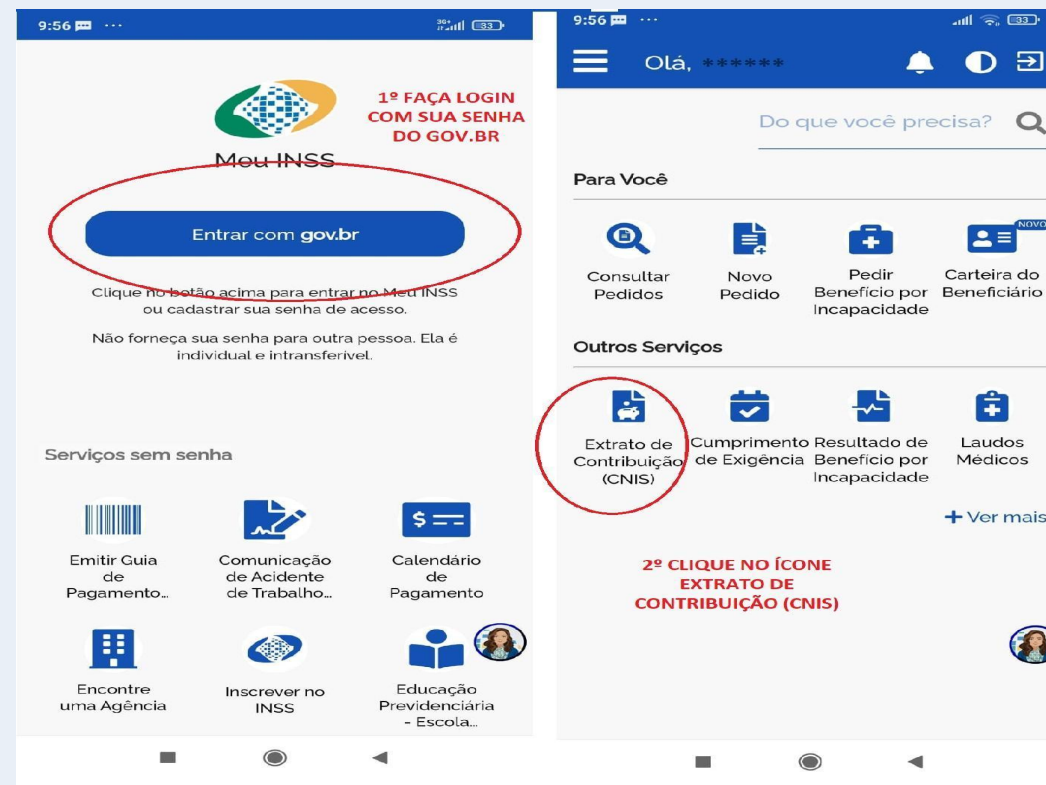 9:56
33
1º FAÇA LOGIN
COM SUA SENHA
DO GOV.BR
Meu INSS
Entrar com gov.br
Clique no botão acima para entrar no Meu INSS
ou cadastrar sua senha de acesso.
Não forneça sua senha para outra pessoa. Ela é
individual e intransferível.
Serviços sem senha
Emitir Guia
de
Pagamento...
Comunicação
de Acidente
de Trabalho...
Calendário
de
Pagamento
Encontre
uma Agência
Inscrever no
INSS
Educação
Previdenciária
- Escola...
9:56
33
Olá, ******
Do que você precisa?
Para Você
Consultar
Pedidos
Novo
Pedido
Pedir
Benefício por
Incapacidade
NOVO
Carteira do
Beneficiário
Outros Serviços
Extrato de
Contribuição
(CNIS)
Cumprimento
de Exigência
Resultado de
Benefício por
Incapacidade
Laudos
Médicos
+ Ver mais
2º CLIQUE NO ÍCONE
EXTRATO DE
CONTRIBUIÇÃO (CNIS)